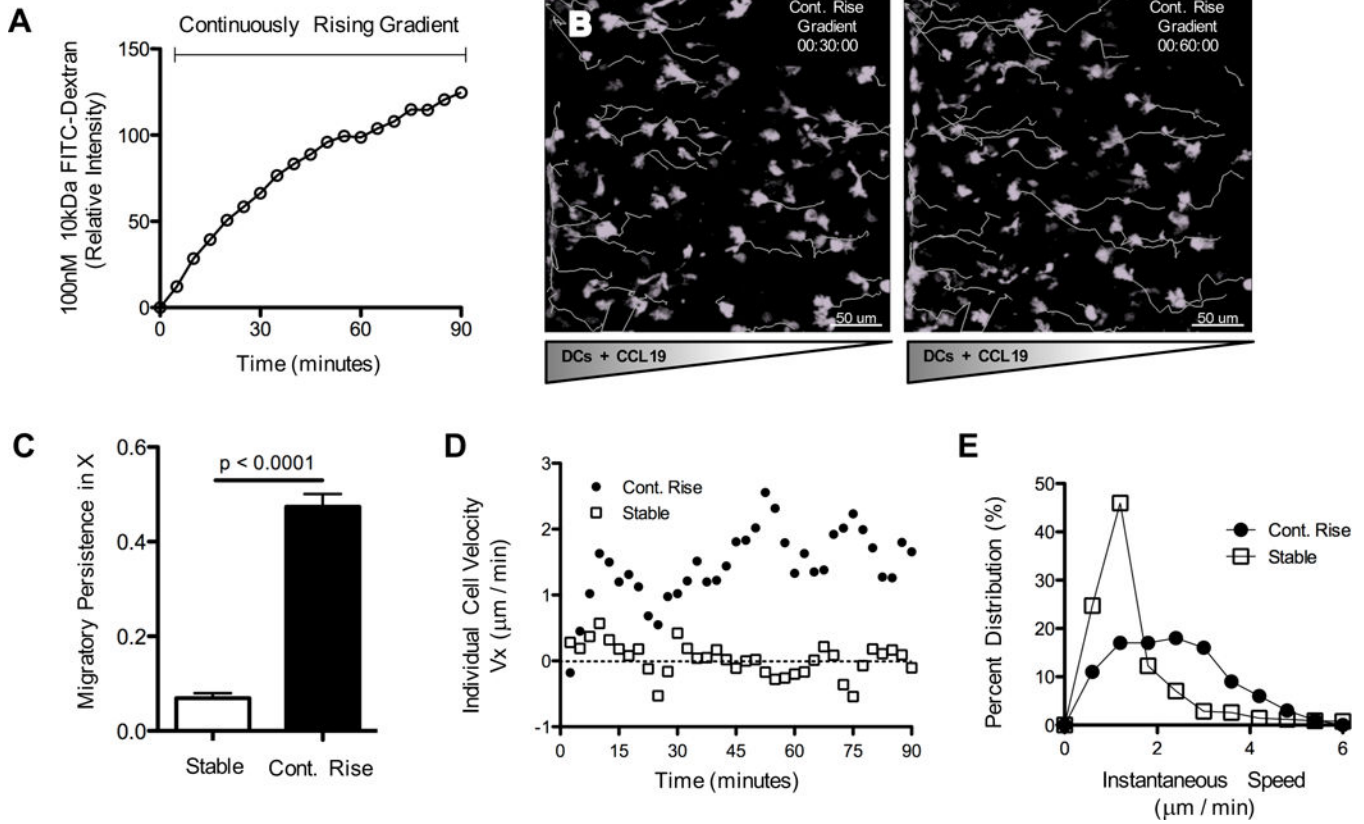 A
Continuously Rising Gradient
150
100
50
0
0
30
60
90
100nM 10kDa FITC-Dextran
(Relative Intensity)
Time (minutes)
B
Cont. Rise
Gradient
00:30:00
50 um
DCs + CCL19
Cont. Rise
Gradient
00:60:00
50 um
DCs + CCL19
C
0.6
0.4
0.2
0.0
p < 0.0001
Migratory Persistence in X
Stable
Cont. Rise
D
3
2
1
0
-1
Cont. Rise
Stable
Individual Cell Velocity
Vx (μm / min)
0
15
30
45
60
75
90
Time (minutes)
E
50
40
30
20
10
0
Cont. Rise
Stable
Percent Distribution (%)
0
2
4
6
Instantaneous Speed
(μm / min)